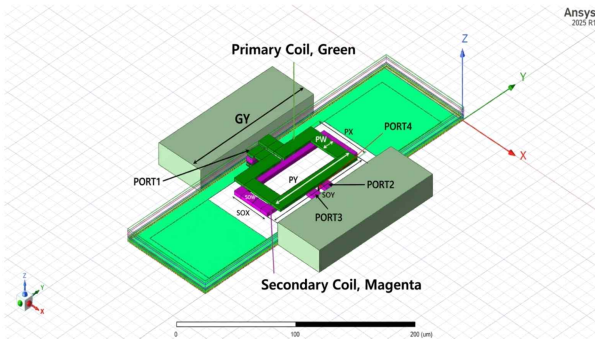 Ansys
2025 R1
Primary Coil, Green
Z
Y
X
GY
PW
PX
PORT4
PORT1
PY
PORT2
SOY
PORT3
SOX
Secondary Coil, Magenta
Z
Y
X
0
100
200 (um)